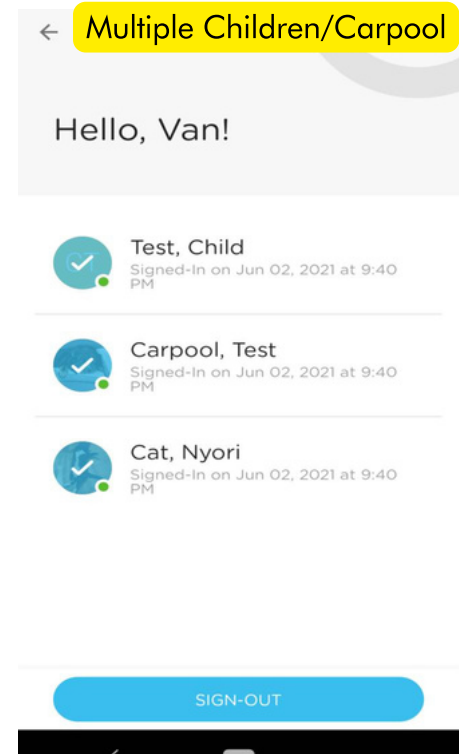 Multiple Children/Carpool
Hello, Van!
Test, Child
Signed-In on Jun 02, 2021 at 9:40
PM
Carpool, Test
Signed-In on Jun 02, 2021 at 9:40
PM
Cat, Nyori
Signed-In on Jun 02, 2021 at 9:40
PM
SIGN-OUT